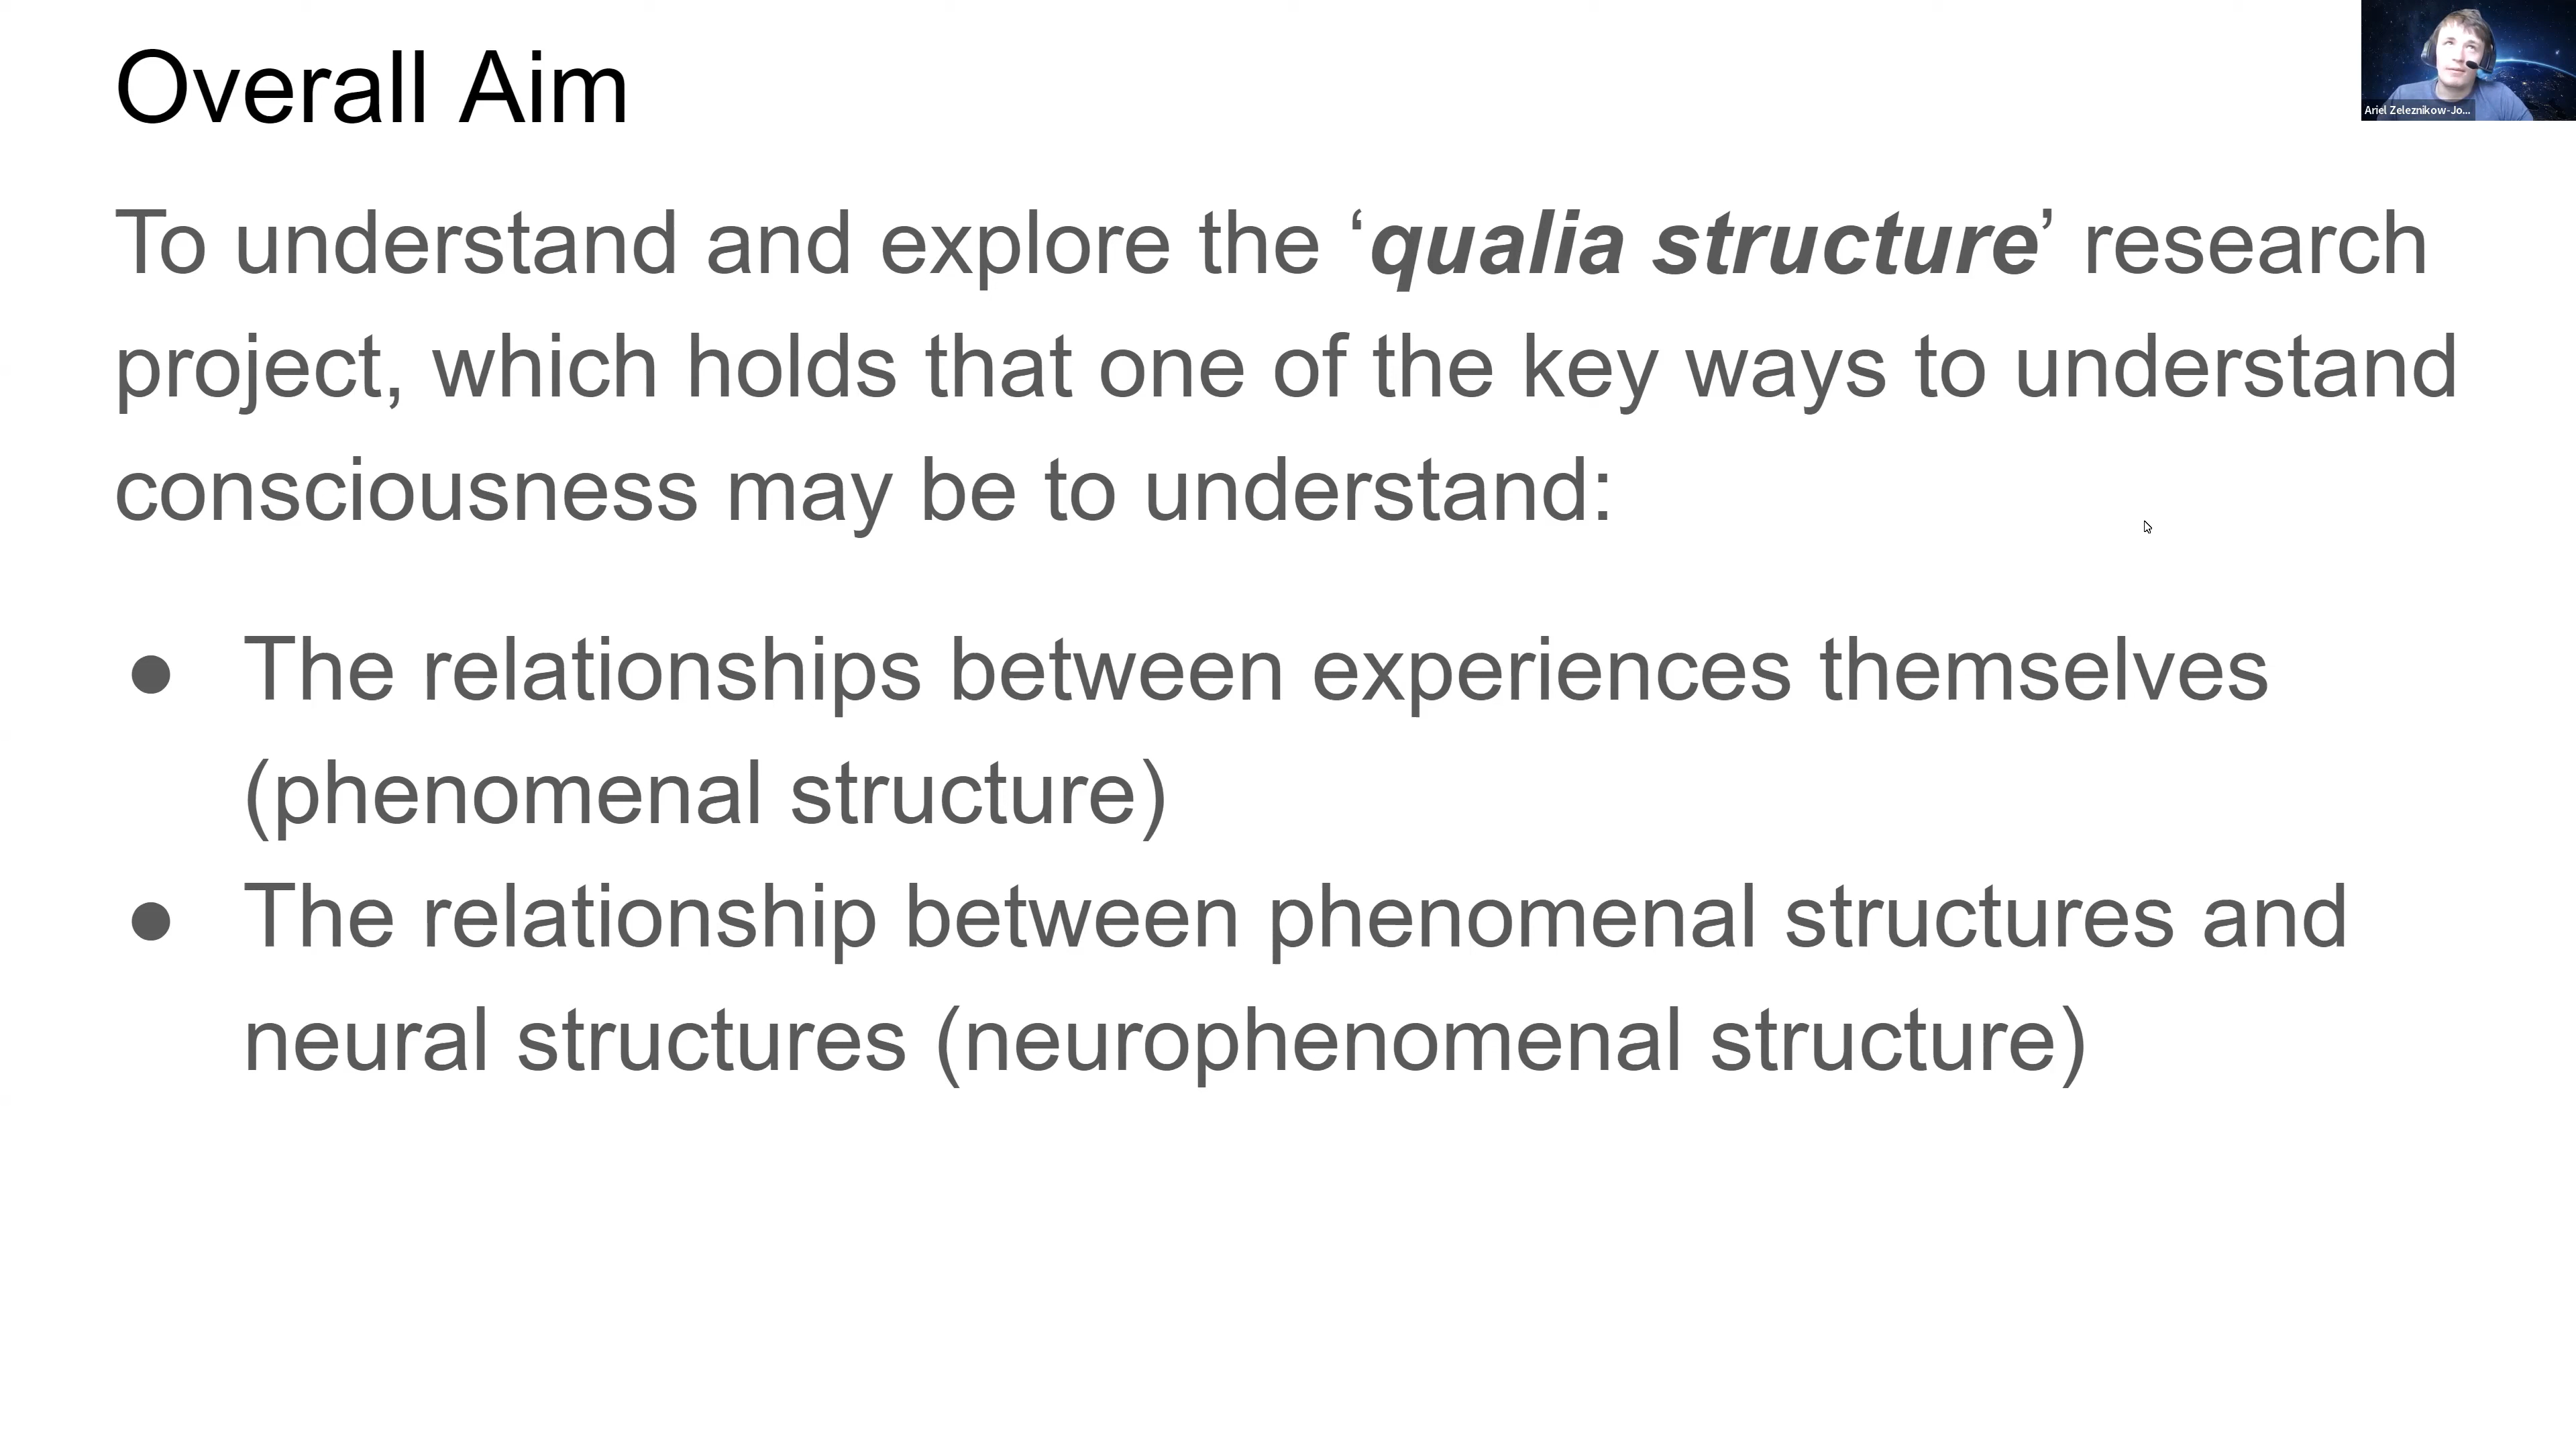 Overall Aim
Ariel Zeleznikow-Jo...
To understand and explore the ‘qualia structure’ research
project, which holds that one of the key ways to understand
consciousness may be to understand:
● The relationships between experiences themselves
(phenomenal structure)
● The relationship between phenomenal structures and
neural structures (neurophenomenal structure)